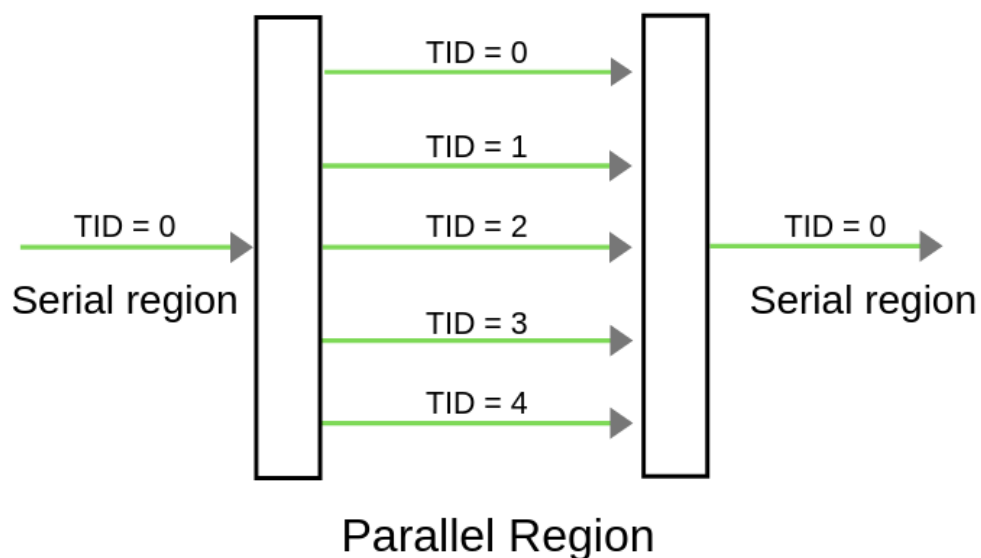 TID = 0
TID = 1
TID = 0
TID = 2
TID = 0
Serial region
Serial region
TID = 3
TID = 4
Parallel Region